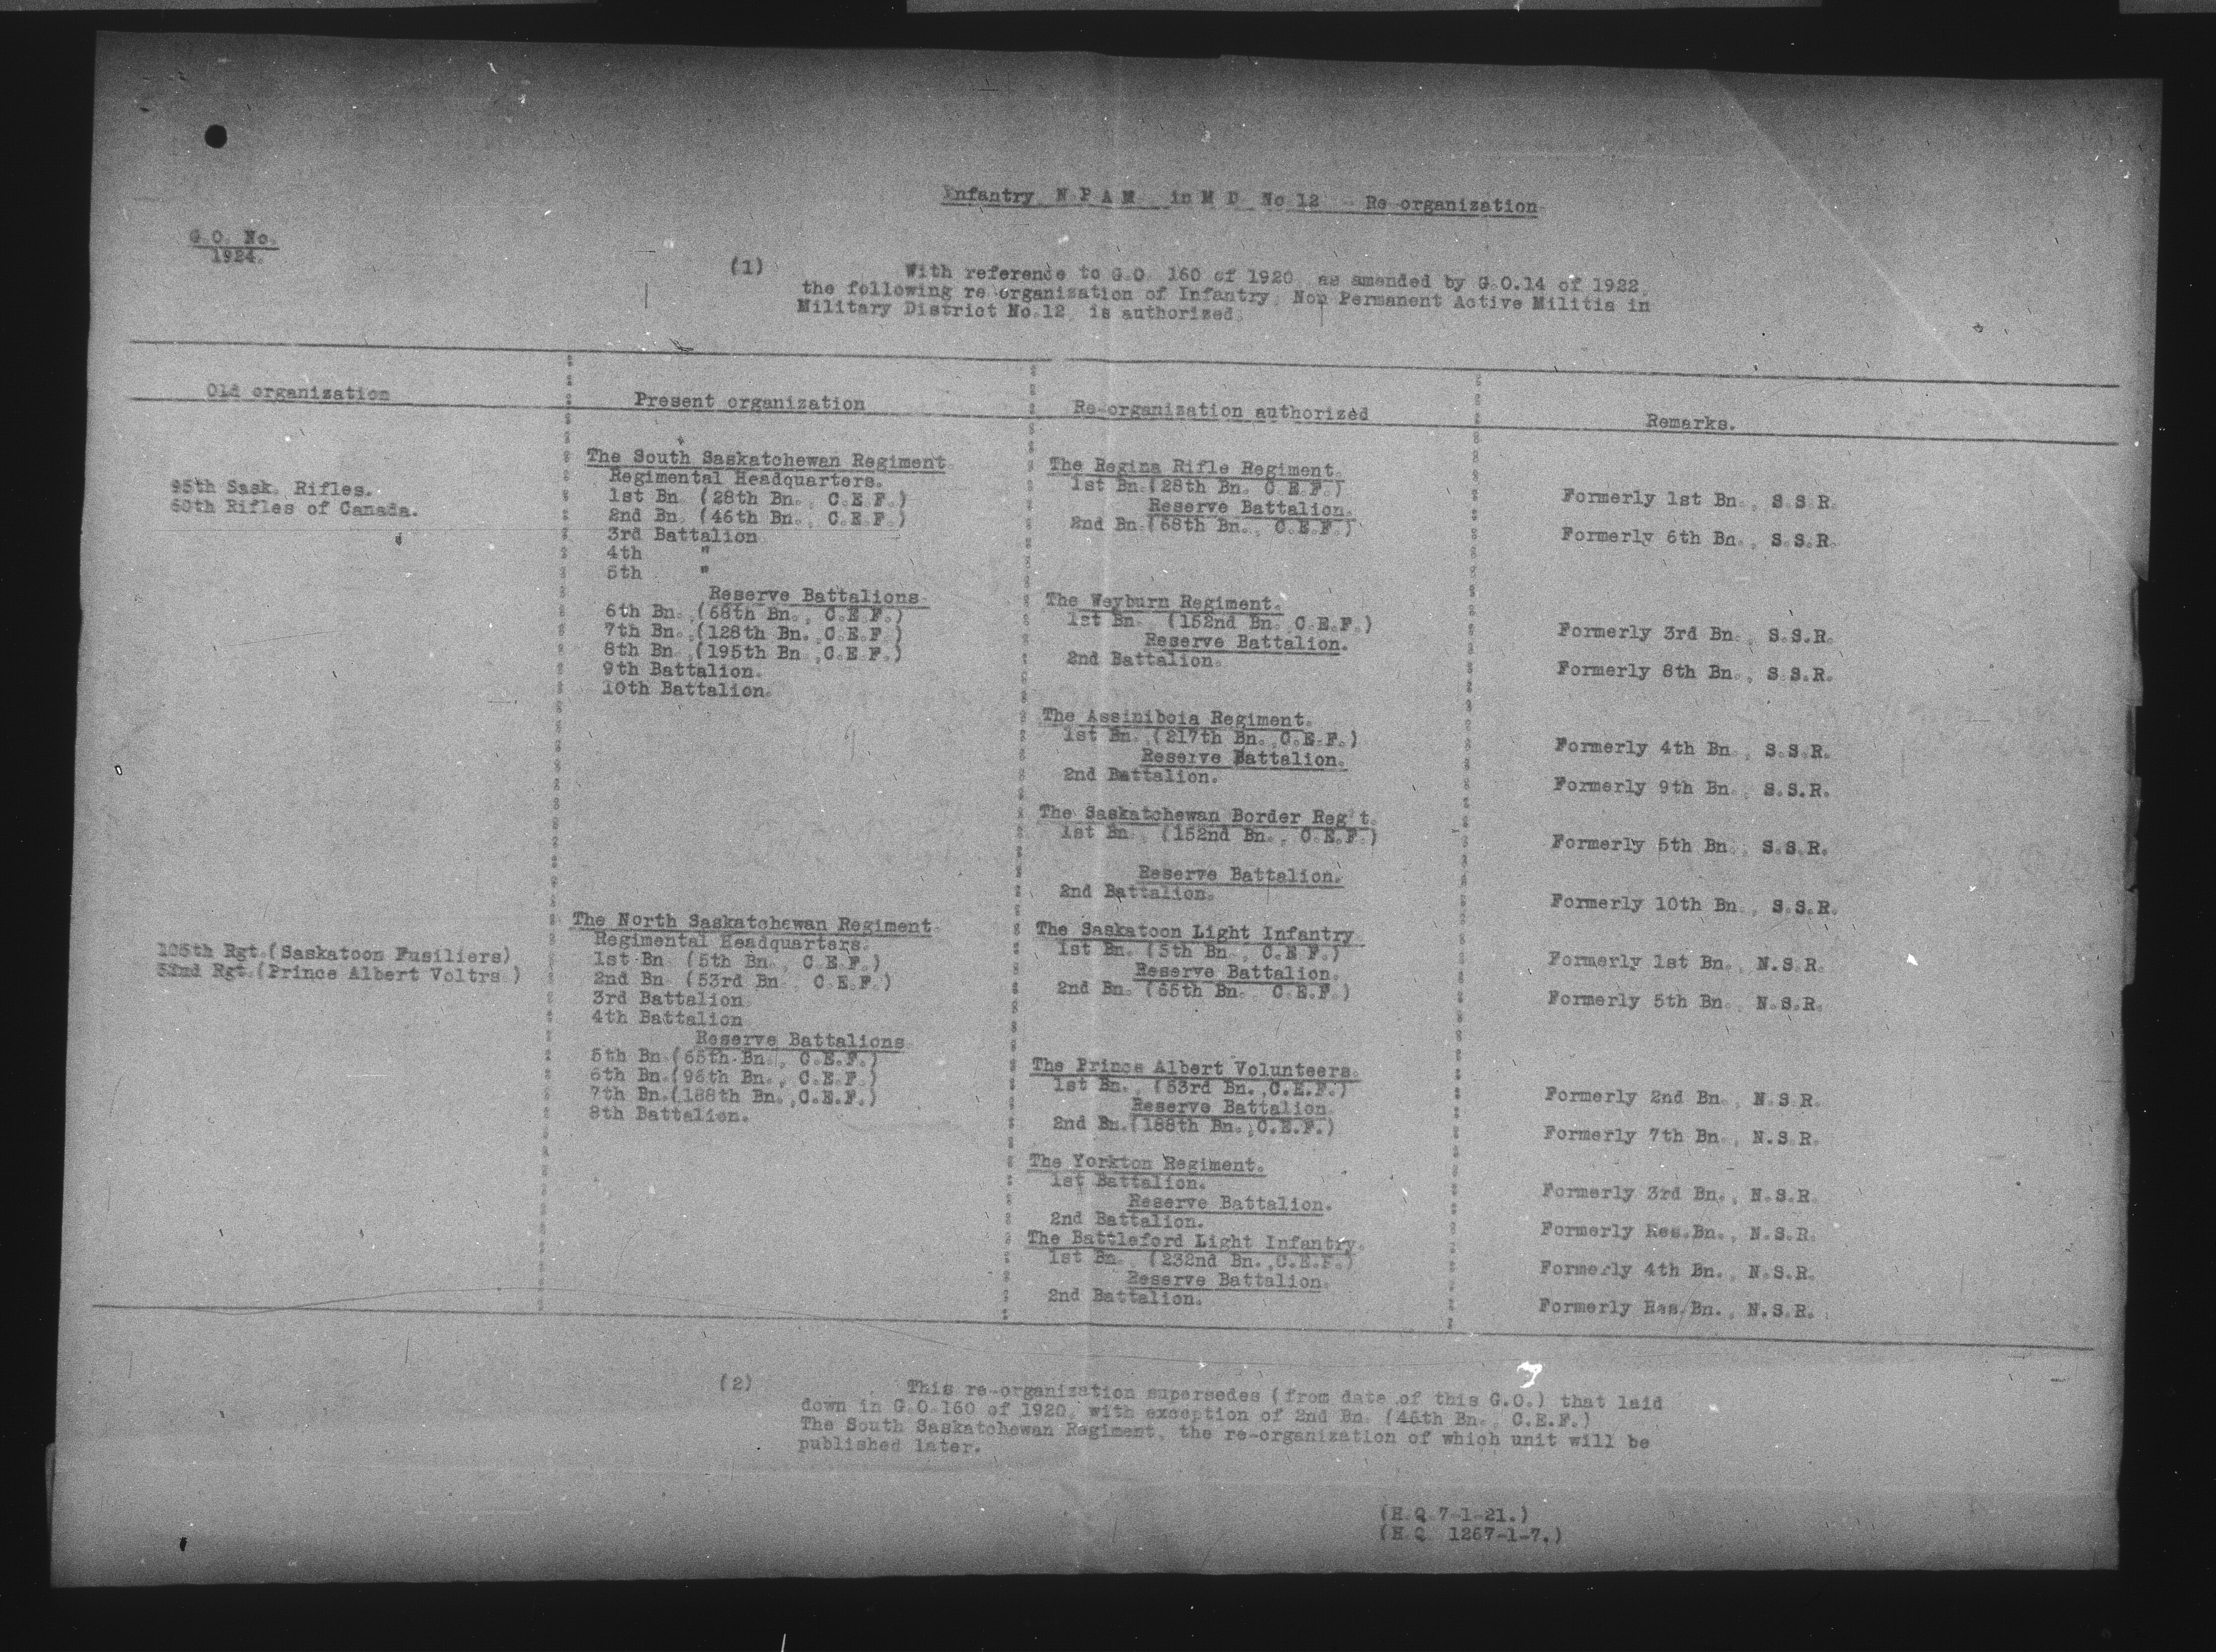 Infantry N P A M in M D No 12 - Re-organization
G.O. No.
1924.
(1) With reference to G.O. 160 of 1920 as amended by G.O.14 of 1922,
the following re-organization of Infantry, Non Permanent Active Militia in
Military District No.12 is authorized.
Old organization
Present organization
Re-organization authorized
Remarks.
95th Sask. Rifles.
60th Rifles of Canada.
The South Saskatchewan Regiment.
Regimental Headquarters.
1st Bn. (28th Bn., C.E.F.)
2nd Bn. (46th Bn., C.E.F.)
3rd Battalion
4th "
5th "
Reserve Battalions.
6th Bn., (68th Bn., C.E.F.)
7th Bn., (128th Bn., C.E.F.)
8th Bn. (195th Bn., C.E.F.)
9th Battalion.
10th Battalion.
The Regina Rifle Regiment.
1st Bn. (28th Bn., C.E.F.)
Reserve Battalion.
2nd Bn. (68th Bn., C.E.F.)
The Weyburn Regiment.
1st Bn., (152nd Bn. C.E.F.)
Reserve Battalion.
2nd Battalion.
The Assiniboia Regiment.
1st Bn., (217th Bn., C.E.F.)
Reserve Battalion.
2nd Battalion.
The Saskatchewan Border Reg't.
1st Bn. (152nd Bn., C.E.F.)
Reserve Battalion.
2nd Battalion.
Formerly 1st Bn., S.S.R.
Formerly 6th Bn., S.S.R.
Formerly 3rd Bn., S.S.R.
Formerly 8th Bn., S.S.R.
Formerly 4th Bn., S.S.R.
Formerly 9th Bn., S.S.R.
Formerly 5th Bn., S.S.R.
Formerly 10th Bn., S.S.R.
105th Rgt.(Saskatoon Fusiliers)
52nd Rgt.(Prince Albert Voltrs.)
The North Saskatchewan Regiment.
Regimental Headquarters.
1st Bn. (5th Bn., C.E.F.)
2nd Bn. (53rd Bn., C.E.F.)
3rd Battalion
4th Battalion
Reserve Battalions
5th Bn.(65th Bn., C.E.F.)
6th Bn.(96th Bn., C.E.F.)
7th Bn.(188th Bn.,C.E.F.)
8th Battalion.
The Saskatoon Light Infantry
1st Bn. (5th Bn., C.E.F.)
Reserve Battalion.
2nd Bn. (65th Bn., C.E.F.)
The Prince Albert Volunteers.
1st Bn., (53rd Bn.,C.E.F.)
Reserve Battalion.
2nd Bn.(188th Bn.,C.E.F.)
The Yorkton Regiment.
1st Battalion.
Reserve Battalion.
2nd Battalion.
The Battleford Light Infantry.
1st Bn. (232nd Bn.,C.E.F.)
Reserve Battalion.
2nd Battalion.
Formerly 1st Bn., N.S.R.
Formerly 5th Bn., N.S.R.
Formerly 2nd Bn., N.S.R.
Formerly 7th Bn., N.S.R.
Formerly 3rd Bn., N.S.R.
Formerly Res.Bn., N.S.R.
Formerly 4th Bn., N.S.R.
Formerly Res.Bn., N.S.R.
(2) This re-organization supersedes (from date of this G.O.) that laid
down in G.O.160 of 1920, with exception of 2nd Bn. (46th Bn., C.E.F.)
The South Saskatchewan Regiment, the re-organization of which unit will be
published later.
(H.Q.7-1-21.)
(H.Q. 1267-1-7.)